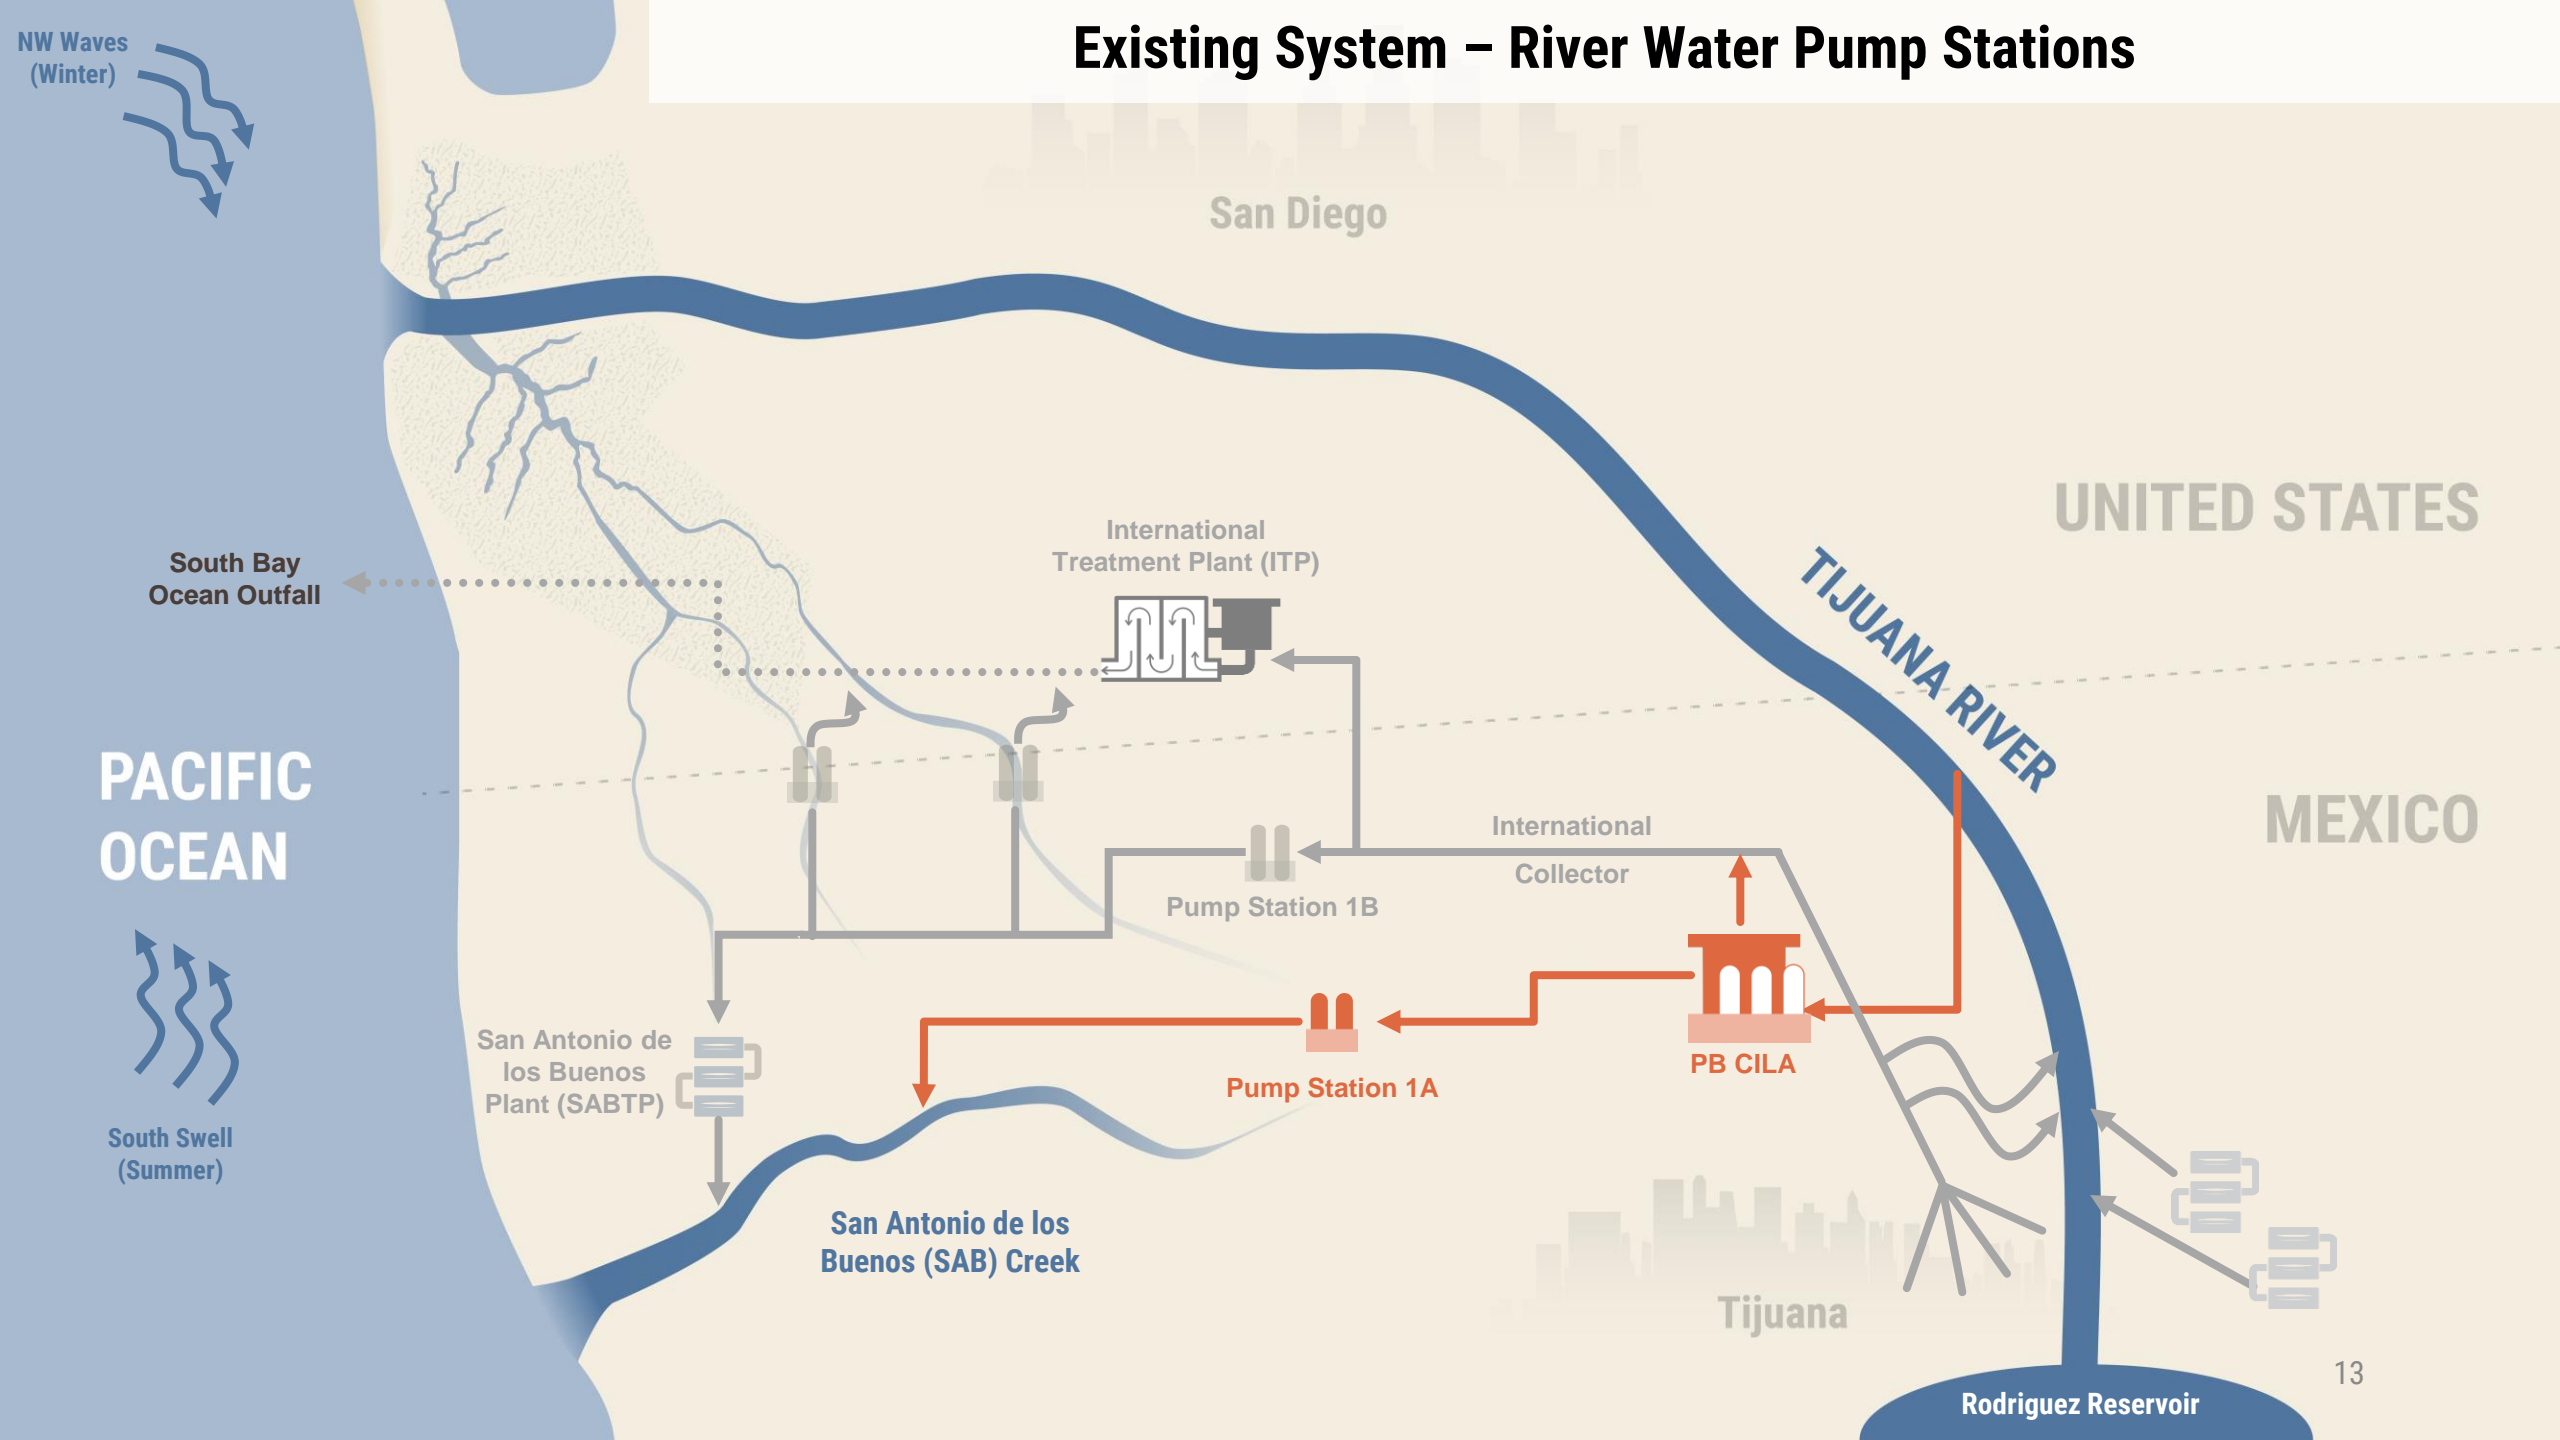 Existing System – River Water Pump Stations
NW Waves
(Winter)
San Diego
UNITED STATES
International
Treatment Plant (ITP)
South Bay
Ocean Outfall
TIJUANA RIVER
PACIFIC
OCEAN
MEXICO
International
Collector
Pump Station 1B
San Antonio de
los Buenos
Plant (SABTP)
PB CILA
Pump Station 1A
South Swell
(Summer)
San Antonio de los
Buenos (SAB) Creek
Tijuana
13
Rodriguez Reservoir